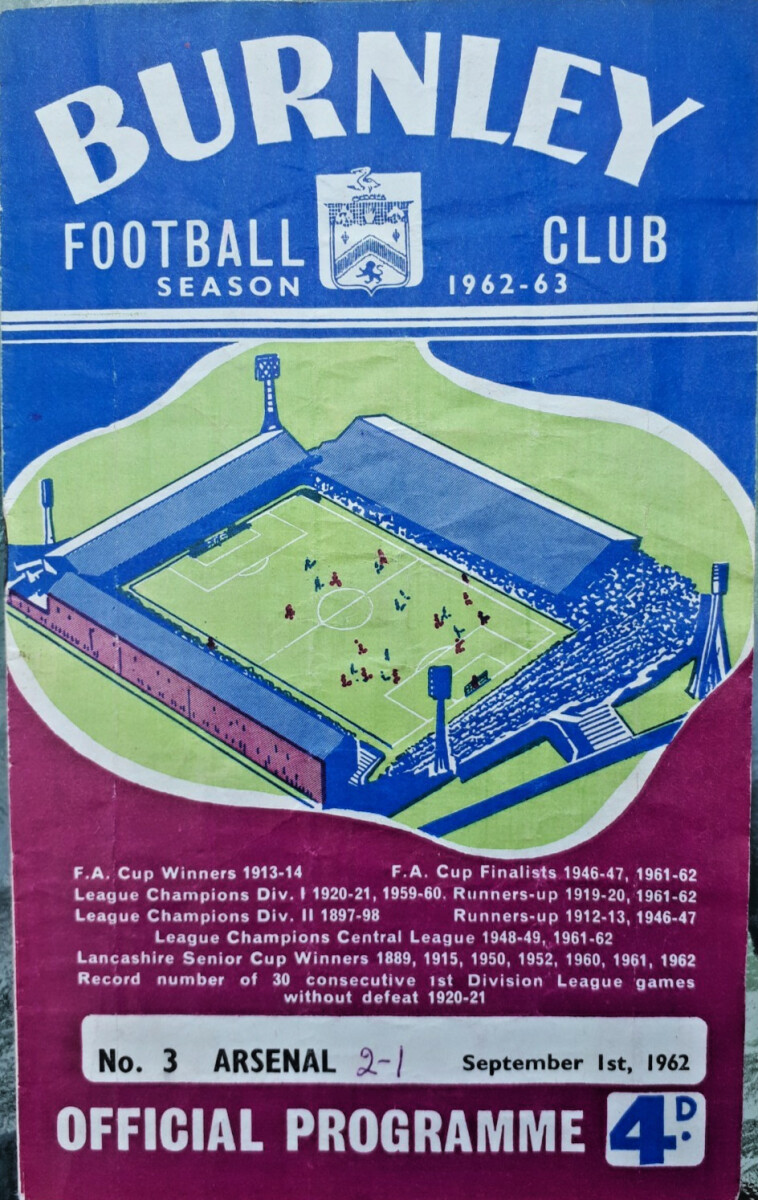 BURNLEY
FOOTBALL CLUB
SEASON 1962-63
F.A. Cup Winners 1913-14 F.A. Cup Finalists 1946-47, 1961-62
League Champions Div. I 1920-21, 1959-60. Runners-up 1919-20, 1961-62
League Champions Div. II 1897-98 Runners-up 1912-13, 1946-47
League Champions Central League 1948-49, 1961-62
Lancashire Senior Cup Winners 1889, 1915, 1950, 1952, 1960, 1961, 1962
Record number of 30 consecutive 1st Division League games
without defeat 1920-21
No. 3 ARSENAL 2-1 September 1st, 1962
OFFICIAL PROGRAMME 4D.